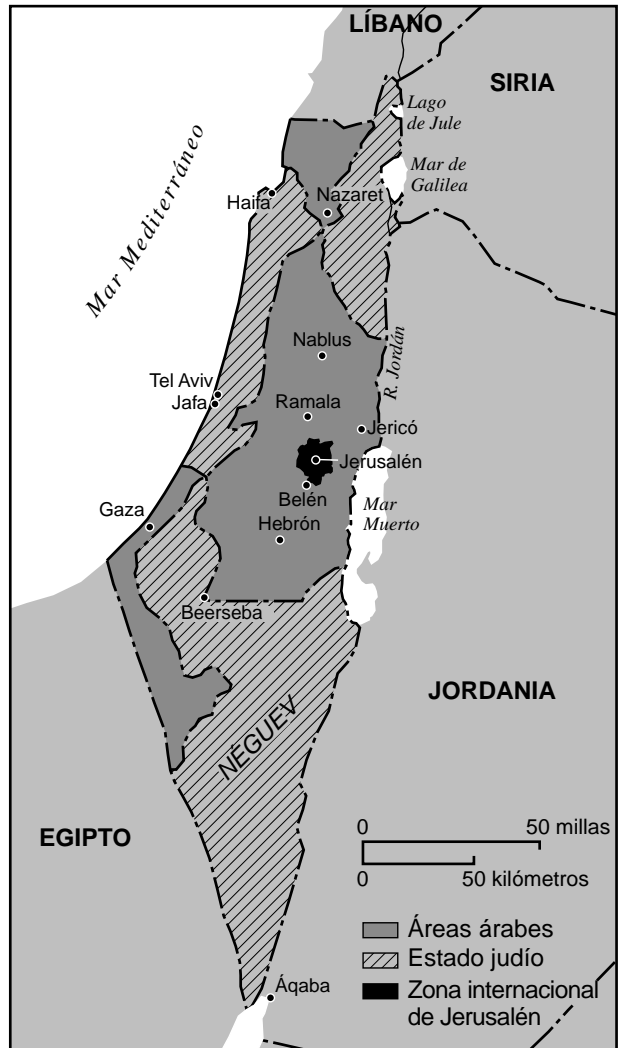 LÍBANO
SIRIA
Lago
de Jule
Mar Mediterráneo
Mar de
Galilea
Haifa
Nazaret
Nablus
R. Jordán
Tel Aviv
Jafa
Ramala
Jericó
Jerusalén
Belén
Mar
Muerto
Gaza
Hebrón
Beerseba
JORDANIA
NÉGUEV
EGIPTO
0 50 millas
0 50 kilómetros
Áreas árabes
Estado judío
Áqaba
Zona internacional
de Jerusalén